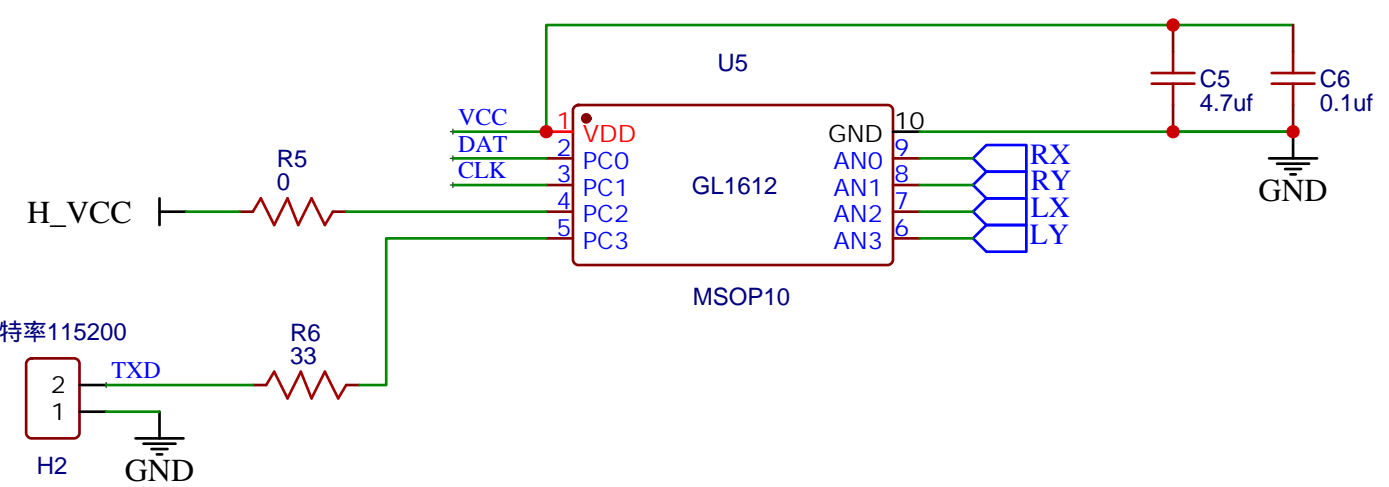 U5
C5
4.7uf
C6
0.1uf
VCC
1
VDD
GND
10
DAT
2
PC0
AN0
9
RX
CLK
3
PC1
GL1612
AN1
8
RY
R5
0
H_VCC
4
PC2
AN2
7
LX
5
PC3
AN3
6
LY
GND
MSOP10
特率115200
R6
33
TXD
2
1
H2
GND